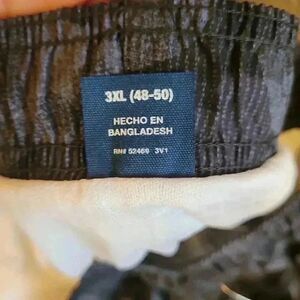 3XL (48-50)
HECHO EN
BANGLADESH
RN# 52469 3V1